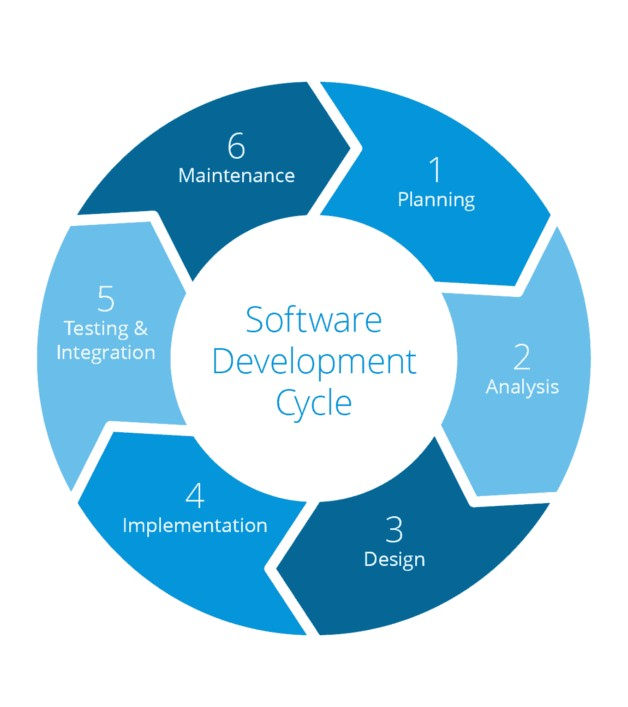 Software
Development
Cycle
1
Planning
2
Analysis
3
Design
4
Implementation
5
Testing &
Integration
6
Maintenance